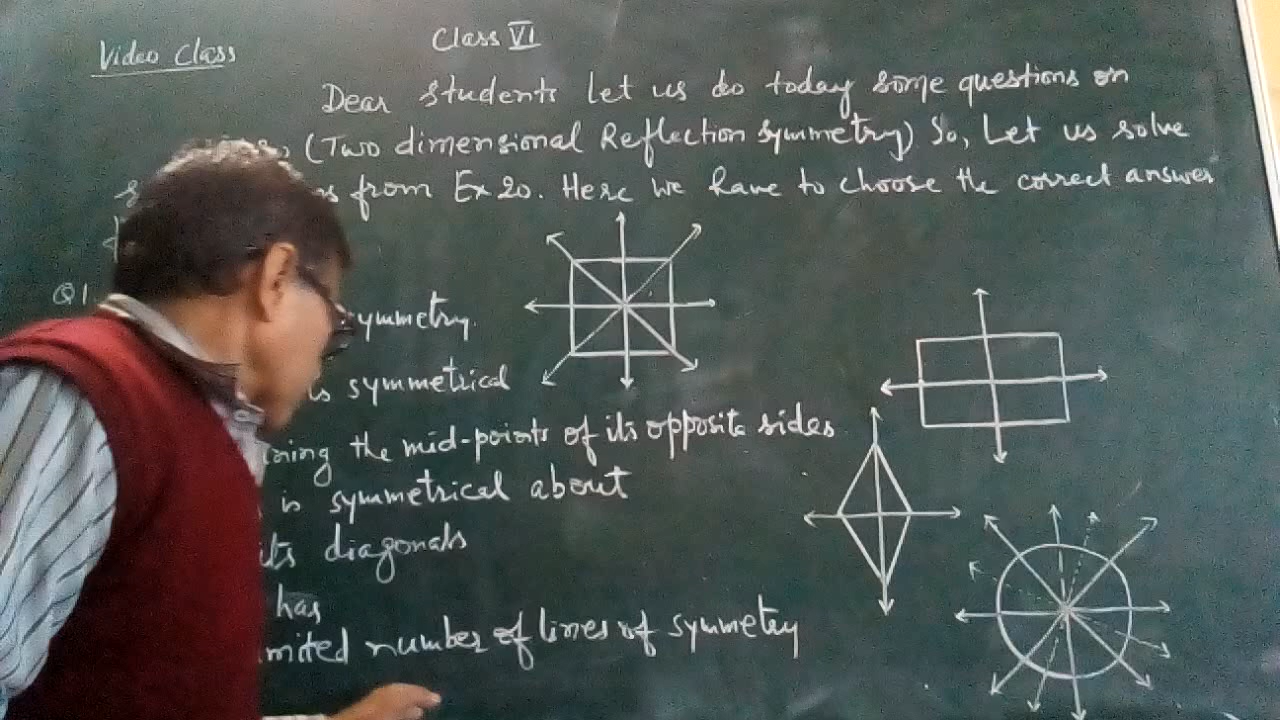 Video Class
Class VI
Dear students let us do today some questions on
(Two dimensional Reflection symmetry) So, Let us solve
from Ex 20. Here we have to choose the correct answer
Q1
symmetry.
is symmetrical
the mid-points of its opposite sides
is symmetrical about
its diagonals
has
number of lines of symmetry